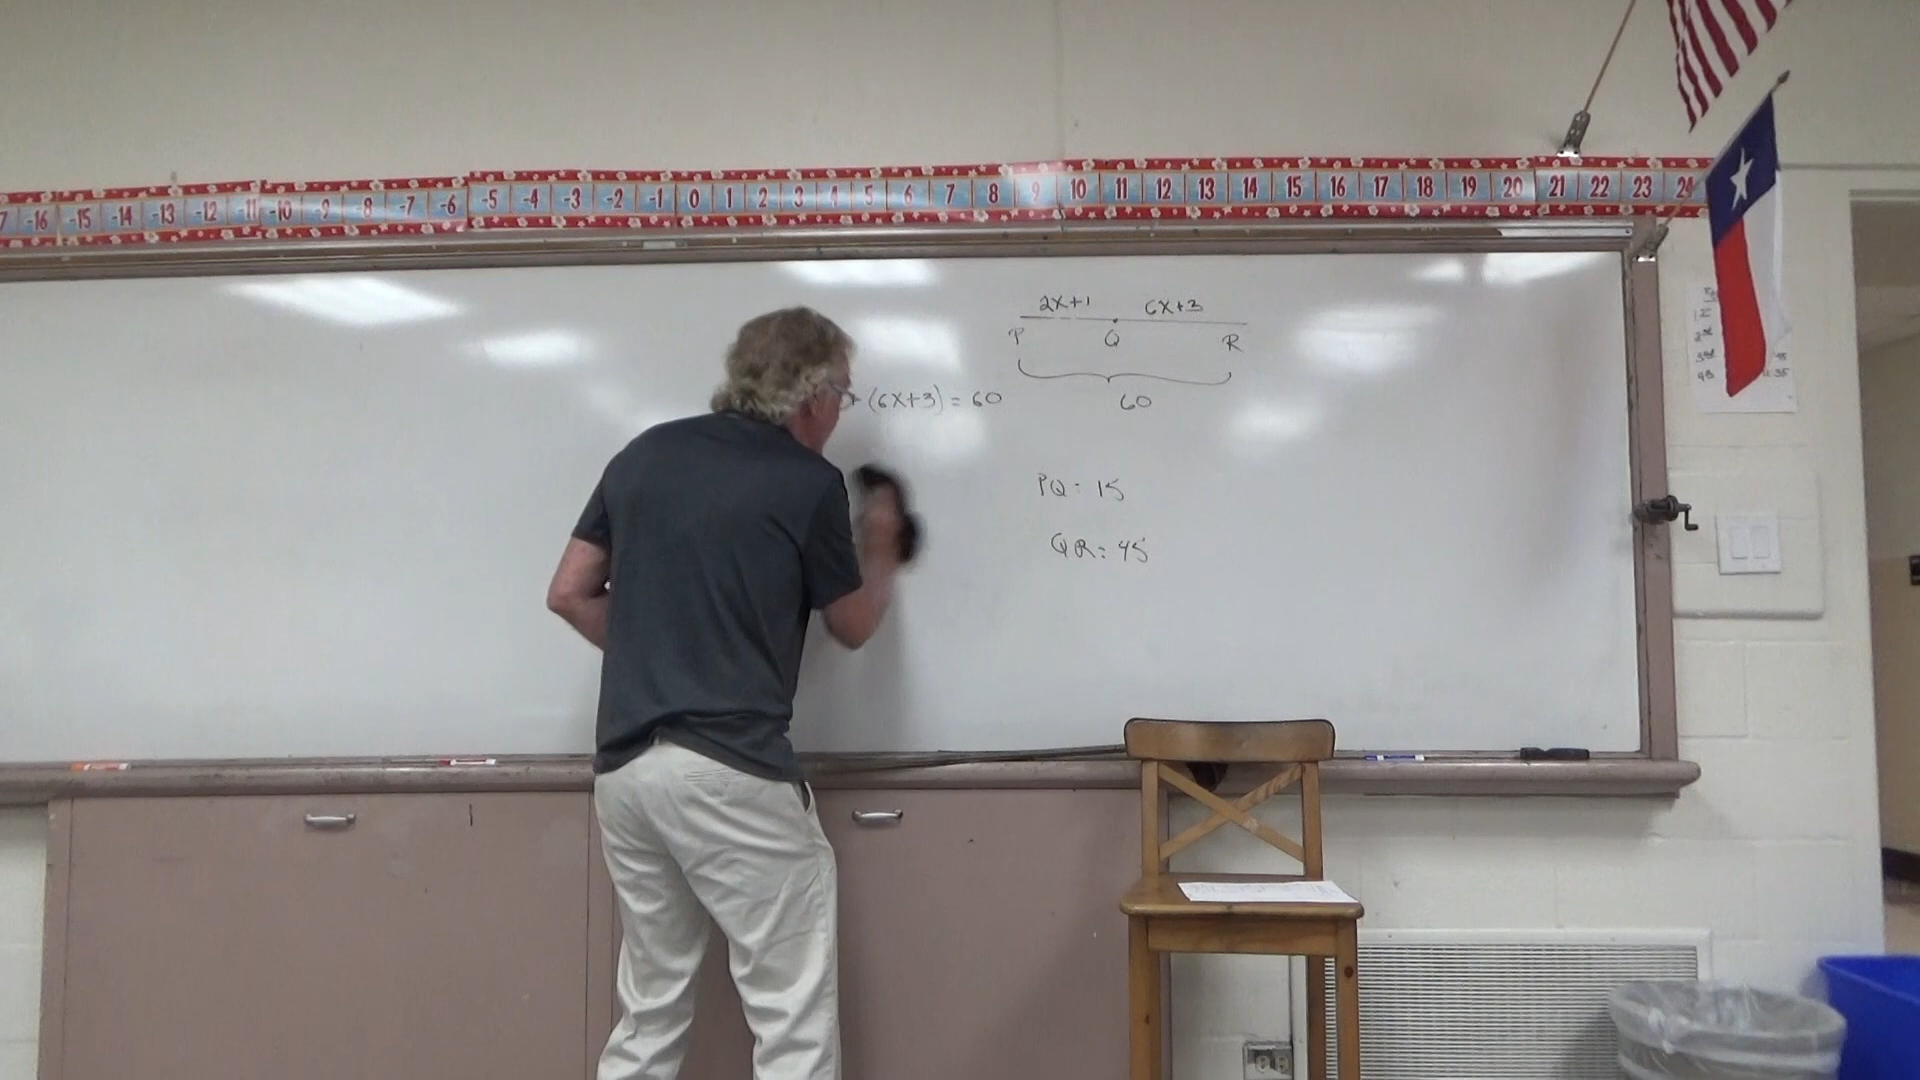 -16 -15 -14 -13 -12 -11 -10 -9 -8 -7 -6 -5 -4 -3 -2 -1 0 1 2 3 4 5 6 7 8 9 10 11 12 13 14 15 16 17 18 19 20 21 22 23 24
2x+1 6x+3
P Q R
+ (6x+3) = 60
60
PQ = 15
QR = 45